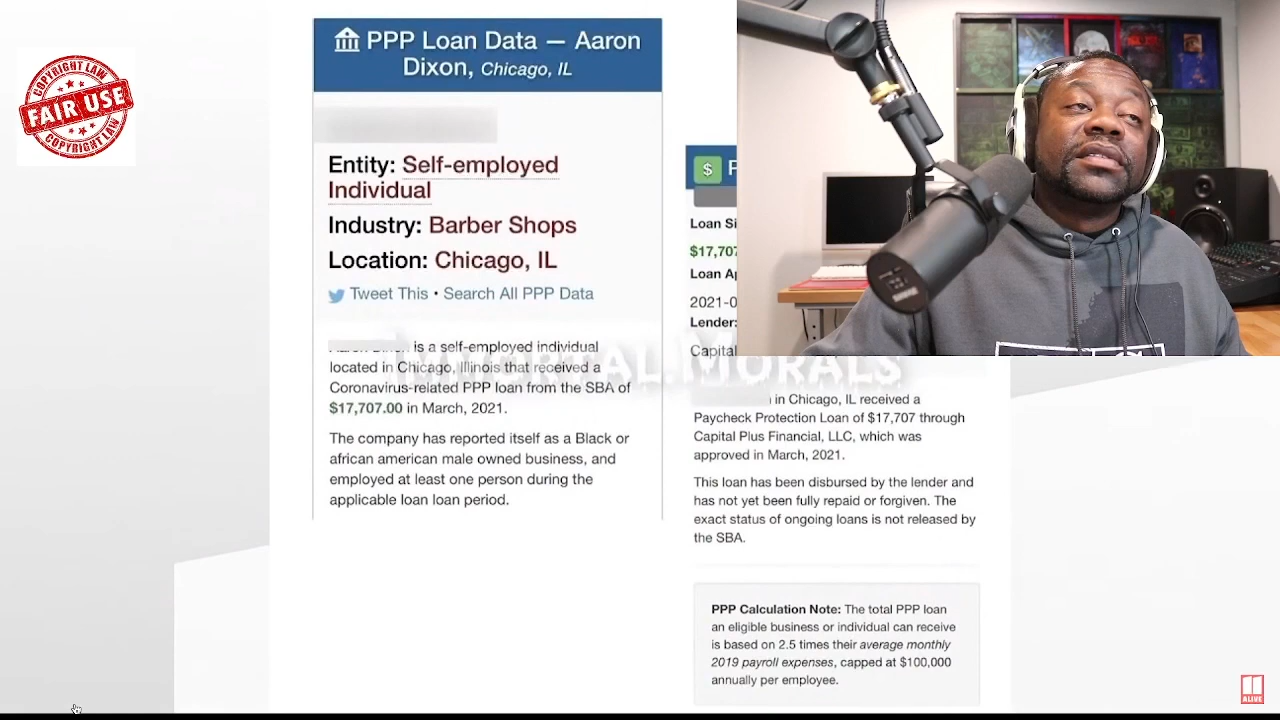 COPYRIGHT LAW
FAIR USE
COPYRIGHT LAW
PPP Loan Data — Aaron
Dixon, Chicago, IL
Entity: Self-employed
Individual
Industry: Barber Shops
Location: Chicago, IL
Tweet This • Search All PPP Data
is a self-employed individual
located in Chicago, Illinois that received a
Coronavirus-related PPP loan from the SBA of
$17,707.00 in March, 2021.
The company has reported itself as a Black or
african american male owned business, and
employed at least one person during the
applicable loan loan period.
$ P
Loan Si
$17,707
Loan Ap
2021-0
Lender:
Capital
in Chicago, IL received a
Paycheck Protection Loan of $17,707 through
Capital Plus Financial, LLC, which was
approved in March, 2021.
This loan has been disbursed by the lender and
has not yet been fully repaid or forgiven. The
exact status of ongoing loans is not released by
the SBA.
PPP Calculation Note: The total PPP loan
an eligible business or individual can receive
is based on 2.5 times their average monthly
2019 payroll expenses, capped at $100,000
annually per employee.
Morals
ALIVE